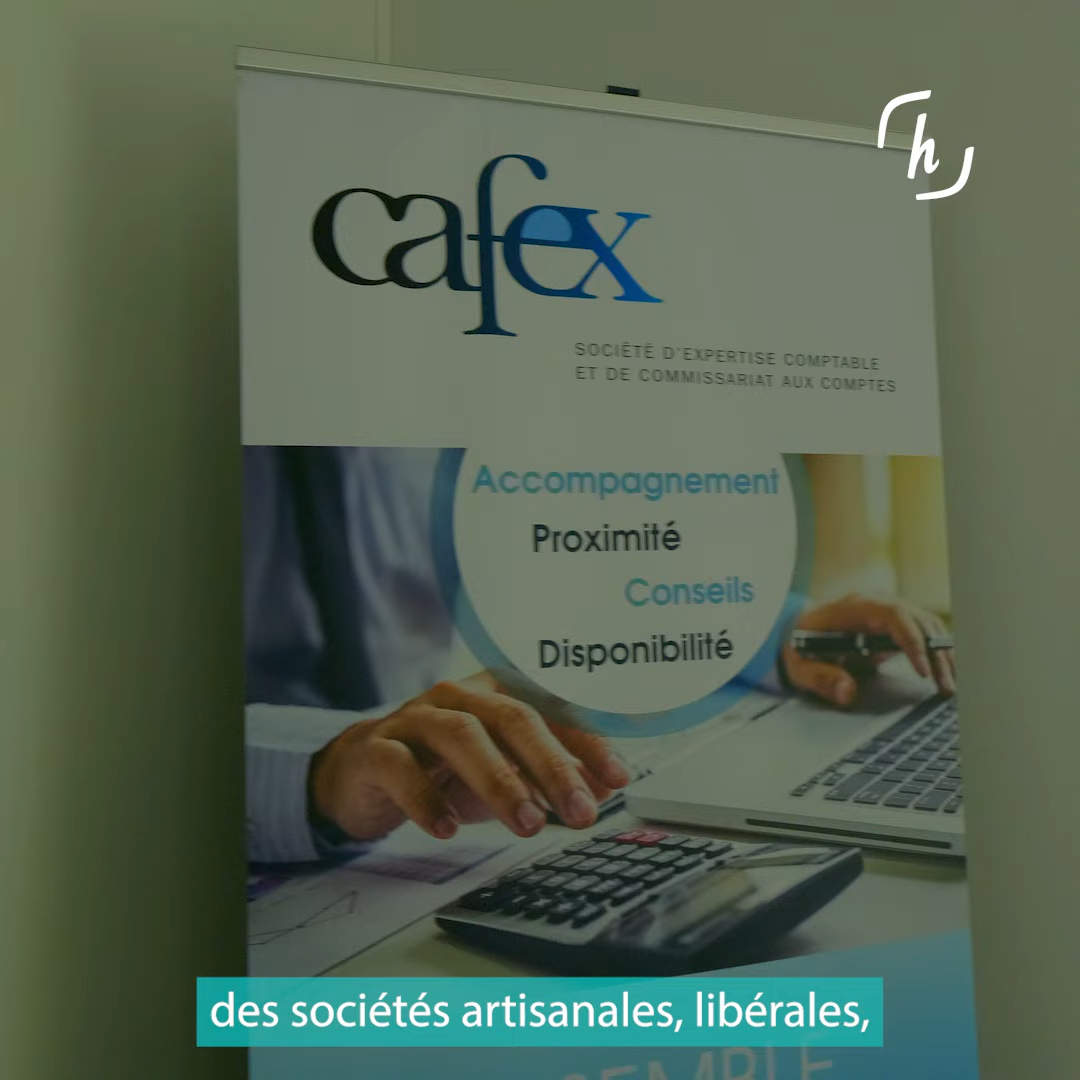 h
cafex
SOCIÉTÉ D'EXPERTISE COMPTABLE
ET DE COMMISSARIAT AUX COMPTES
Accompagnement
Proximité
Conseils
Disponibilité
des sociétés artisanales, libérales,